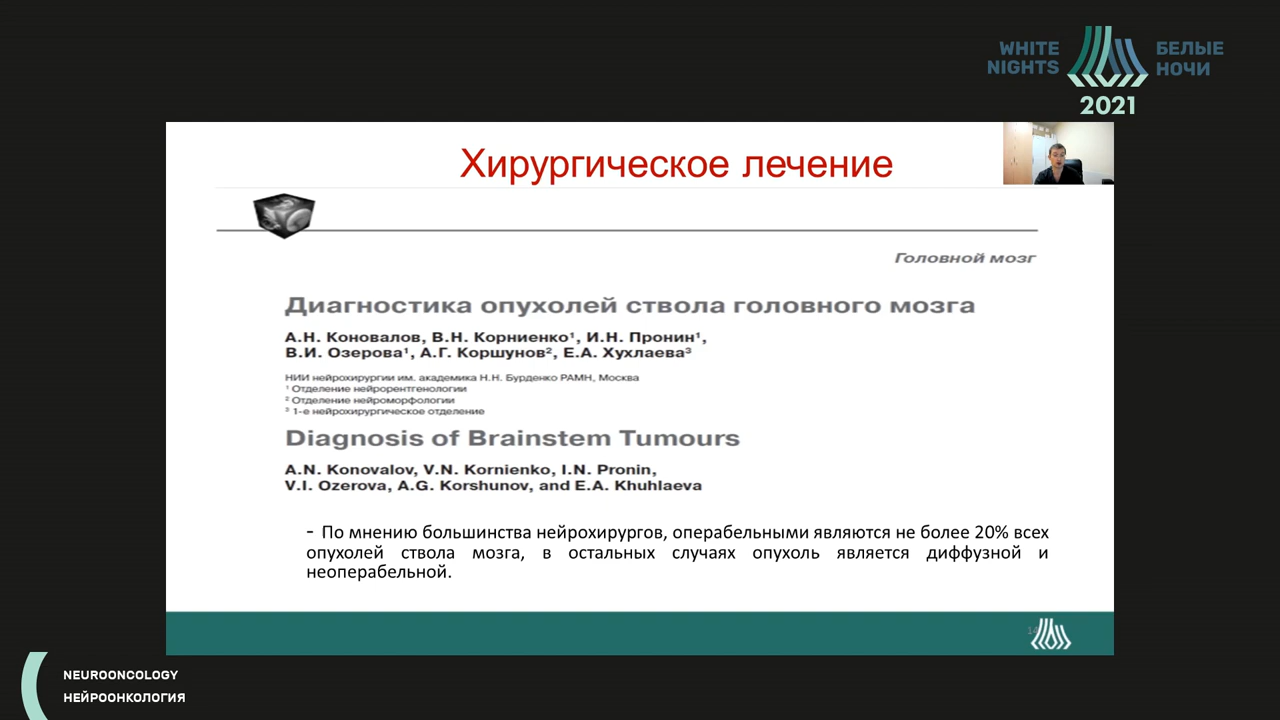 WHITE
NIGHTS
БЕЛЫЕ
НОЧИ
2021
Хирургическое лечение
Головной мозг
Диагностика опухолей ствола головного мозга
А.Н. Коновалов, В.Н. Корниенко¹, И.Н. Пронин¹,
В.И. Озерова¹, А.Г. Коршунов², Е.А. Хухлаева³
НИИ нейрохирургии им. академика Н.Н. Бурденко РАМН, Москва
¹ Отделение нейрорентгенологии
² Отделение нейроморфологии
³ 1-е нейрохирургическое отделение
Diagnosis of Brainstem Tumours
A.N. Konovalov, V.N. Kornienko, I.N. Pronin,
V.I. Ozerova, A.G. Korshunov, and E.A. Khuhlaeva
- По мнению большинства нейрохирургов, операбельными являются не более 20% всех
опухолей ствола мозга, в остальных случаях опухоль является диффузной и
неоперабельной.
NEUROONCOLOGY
НЕЙРООНКОЛОГИЯ